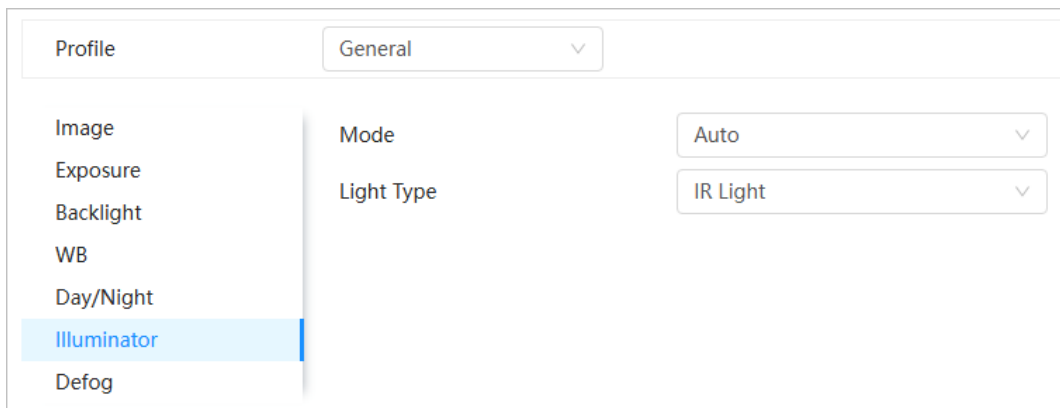 Profile General
Image
Exposure
Backlight
WB
Day/Night
Illuminator
Defog
Mode Auto
Light Type IR Light